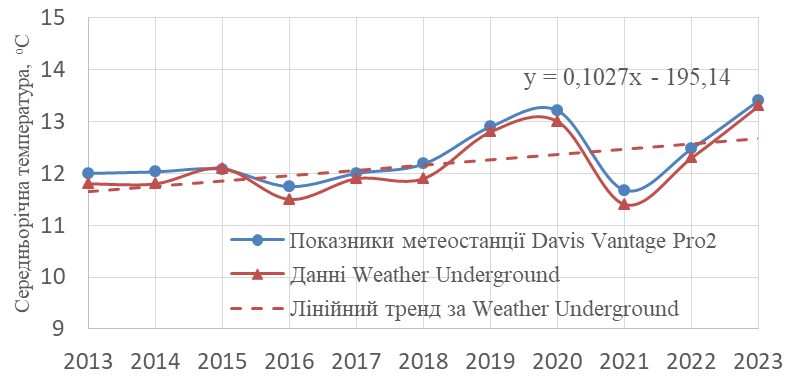 Середньорічна температура, °С
15
14
13
12
11
10
9
y = 0,1027x - 195,14
Показники метеостанції Davis Vantage Pro2
Данні Weather Underground
Лінійний тренд за Weather Underground
2013 2014 2015 2016 2017 2018 2019 2020 2021 2022 2023